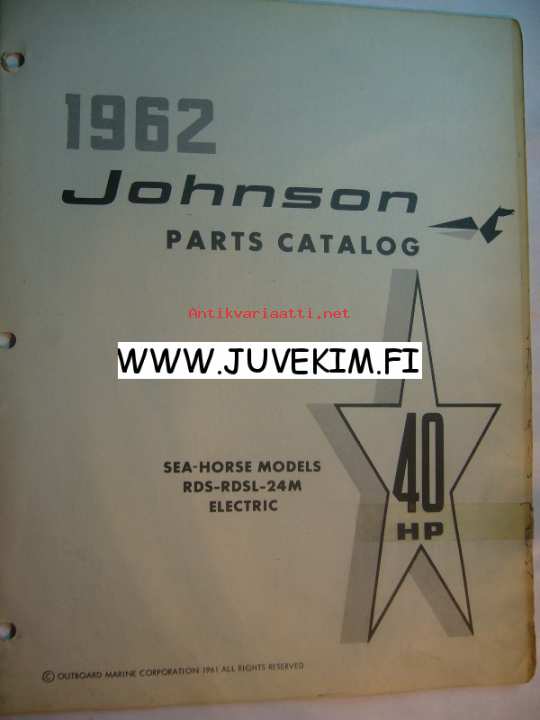 1962
Johnson
PARTS CATALOG
Antikvariaatti.net
WWW.JUVEKIM.FI
40
HP
SEA-HORSE MODELS
RDS-RDSL-24M
ELECTRIC
© OUTBOARD MARINE CORPORATION 1961 ALL RIGHTS RESERVED